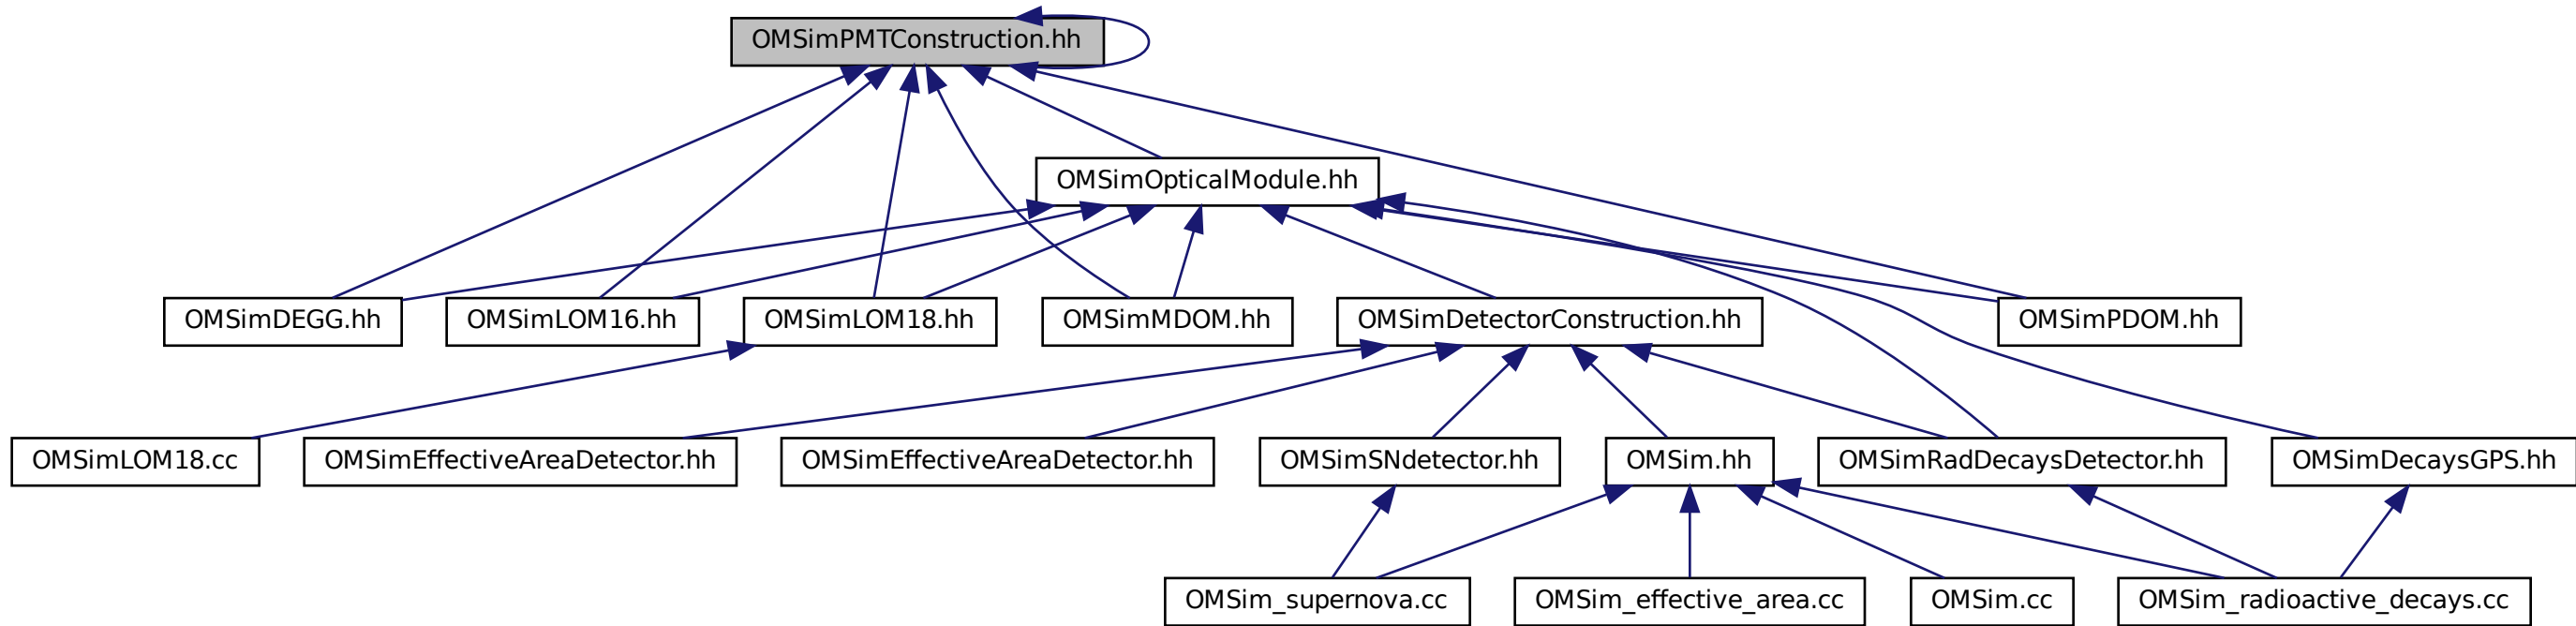 OMSimPMTConstruction.hh
OMSimOpticalModule.hh
OMSimDEGG.hh
OMSimLOM16.hh
OMSimLOM18.hh
OMSimMDOM.hh
OMSimDetectorConstruction.hh
OMSimPDOM.hh
OMSimLOM18.cc
OMSimEffectiveAreaDetector.hh
OMSimEffectiveAreaDetector.hh
OMSimSNdetector.hh
OMSim.hh
OMSimRadDecaysDetector.hh
OMSimDecaysGPS.hh
OMSim_supernova.cc
OMSim_effective_area.cc
OMSim.cc
OMSim_radioactive_decays.cc